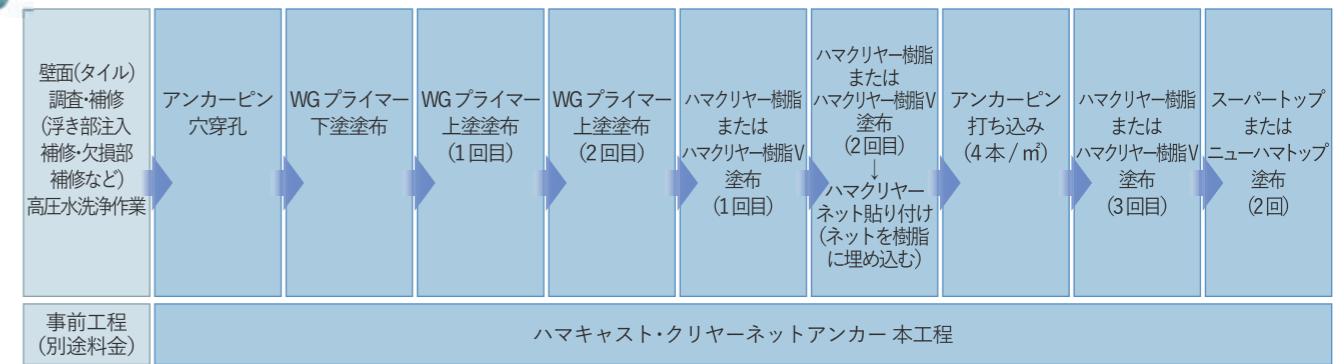 壁面(タイル)
調査・補修
(浮き部注入
補修・欠損部
補修など)
高圧水洗浄作業
アンカーピン
穴穿孔
WGプライマー
下塗塗布
WGプライマー
上塗塗布
(1回目)
WGプライマー
上塗塗布
(2回目)
ハマクリヤー樹脂
または
ハマクリヤー樹脂V
塗布
(1回目)
ハマクリヤー樹脂
または
ハマクリヤー樹脂V
塗布
(2回目)
↓
ハマクリヤー
ネット貼り付け
(ネットを樹脂
に埋め込む)
アンカーピン
打ち込み
(4本/㎡)
ハマクリヤー樹脂
または
ハマクリヤー樹脂V
塗布
(3回目)
スーパートップ
または
ニューハマトップ
塗布
(2回)
事前工程
(別途料金)
ハマキャスト・クリヤーネットアンカー 本工程